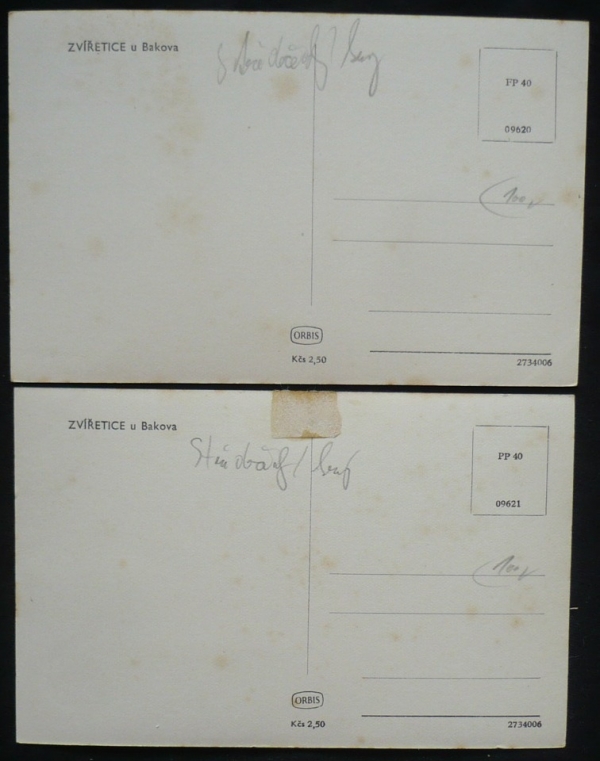 ZVÍŘETICE u Bakova
FP 40
09620
ORBIS
Kčs 2,50
2734006
ZVÍŘETICE u Bakova
PP 40
09621
ORBIS
Kčs 2,50
2734006